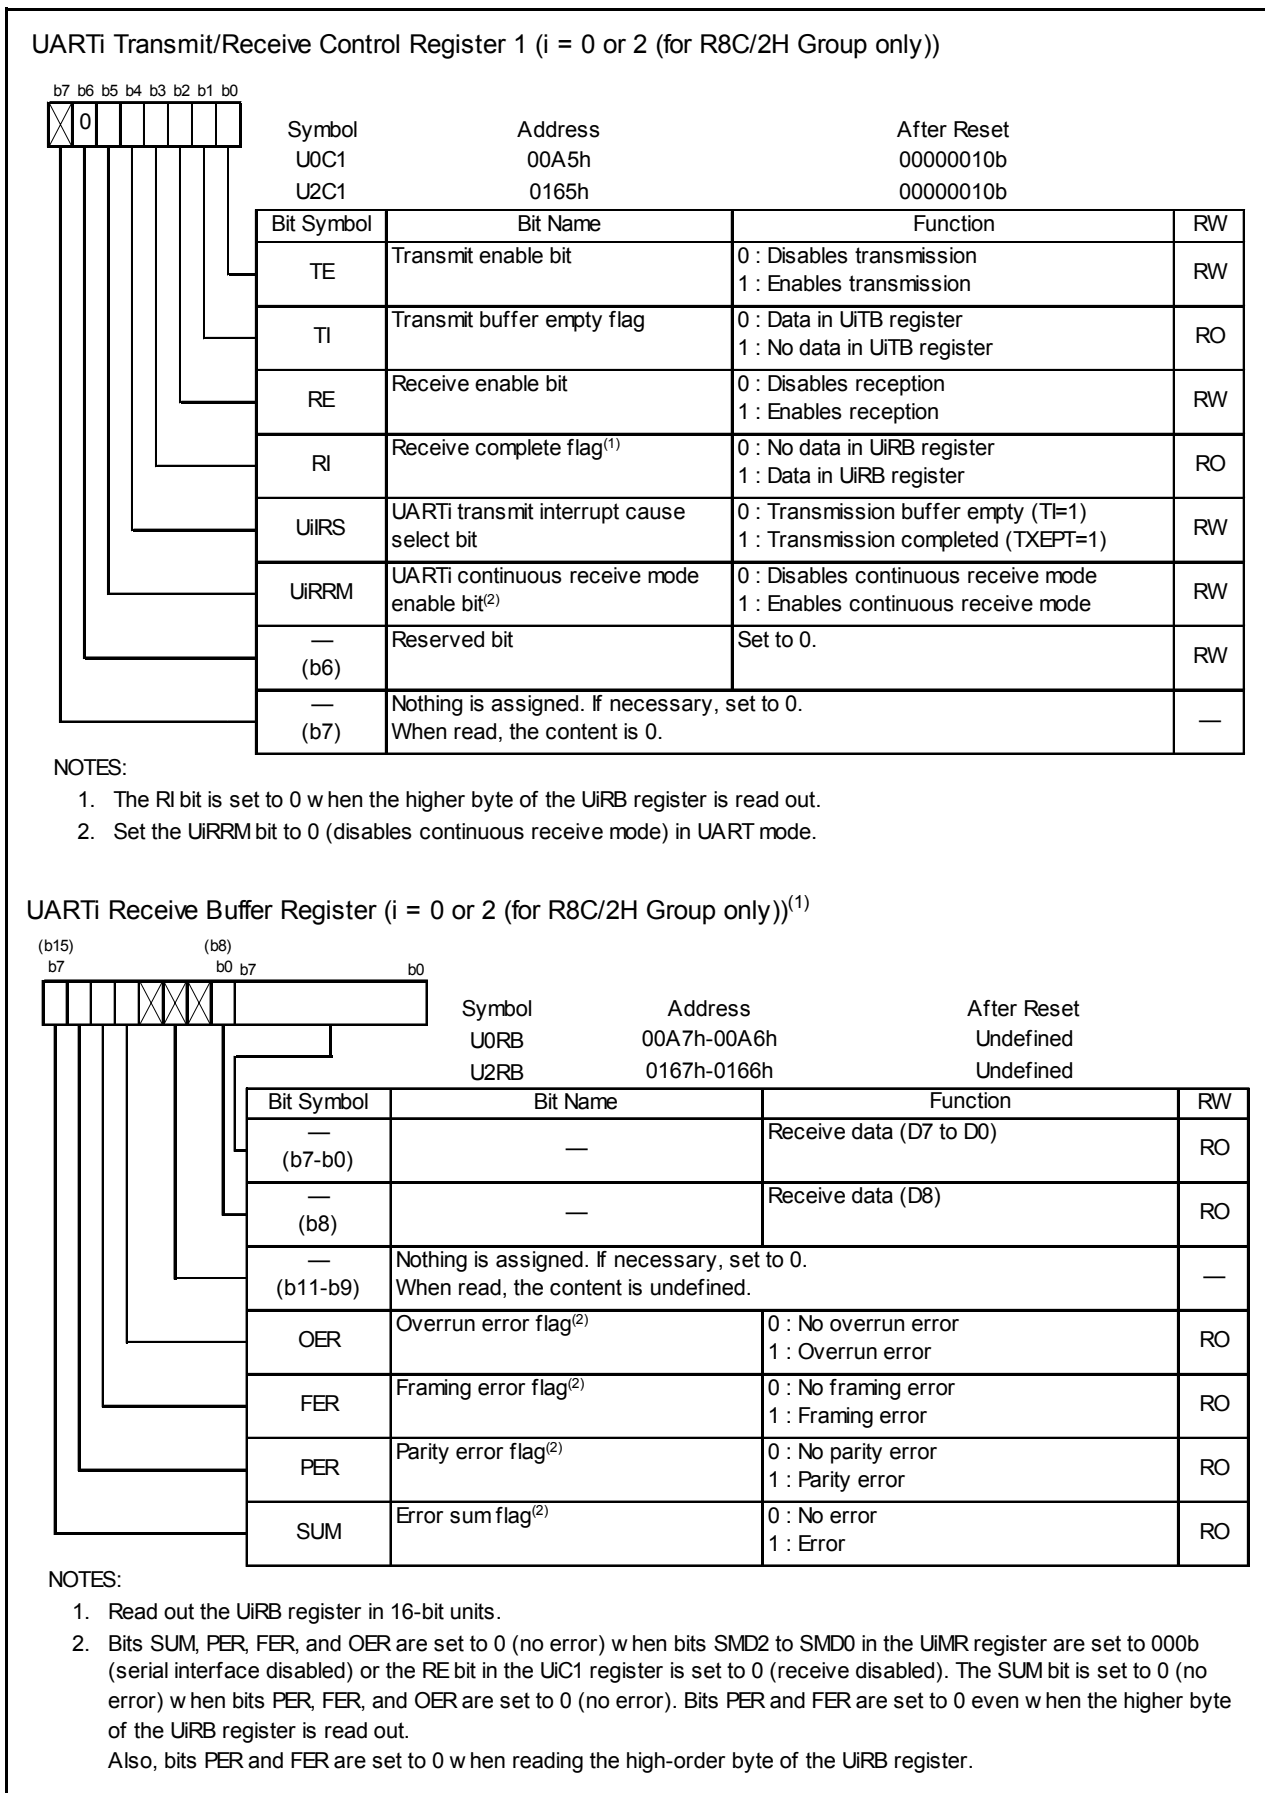 UARTi Transmit/Receive Control Register 1 (i = 0 or 2 (for R8C/2H Group only))
b7 b6 b5 b4 b3 b2 b1 b0
0
Symbol Address After Reset
U0C1 00A5h 00000010b
U2C1 0165h 00000010b
Bit Symbol Bit Name Function RW
TE Transmit enable bit 0 : Disables transmission RW
1 : Enables transmission
TI Transmit buffer empty flag 0 : Data in UiTB register RO
1 : No data in UiTB register
RE Receive enable bit 0 : Disables reception RW
1 : Enables reception
RI Receive complete flag(1) 0 : No data in UiRB register RO
1 : Data in UiRB register
UiIRS UARTi transmit interrupt cause 0 : Transmission buffer empty (TI=1) RW
select bit 1 : Transmission completed (TXEPT=1)
UiRRM UARTi continuous receive mode 0 : Disables continuous receive mode RW
enable bit(2) 1 : Enables continuous receive mode
— Reserved bit Set to 0. RW
(b6)
— Nothing is assigned. If necessary, set to 0. —
(b7) When read, the content is 0.
NOTES:
1. The RI bit is set to 0 when the higher byte of the UiRB register is read out.
2. Set the UiRRM bit to 0 (disables continuous receive mode) in UART mode.
UARTi Receive Buffer Register (i = 0 or 2 (for R8C/2H Group only))(1)
(b15) (b8)
b7 b0 b7 b0
Symbol Address After Reset
U0RB 00A7h-00A6h Undefined
U2RB 0167h-0166h Undefined
Bit Symbol Bit Name Function RW
— — Receive data (D7 to D0) RO
(b7-b0)
— — Receive data (D8) RO
(b8)
— Nothing is assigned. If necessary, set to 0. —
(b11-b9) When read, the content is undefined.
OER Overrun error flag(2) 0 : No overrun error RO
1 : Overrun error
FER Framing error flag(2) 0 : No framing error RO
1 : Framing error
PER Parity error flag(2) 0 : No parity error RO
1 : Parity error
SUM Error sum flag(2) 0 : No error RO
1 : Error
NOTES:
1. Read out the UiRB register in 16-bit units.
2. Bits SUM, PER, FER, and OER are set to 0 (no error) when bits SMD2 to SMD0 in the UiMR register are set to 000b
(serial interface disabled) or the RE bit in the UiC1 register is set to 0 (receive disabled). The SUM bit is set to 0 (no
error) when bits PER, FER, and OER are set to 0 (no error). Bits PER and FER are set to 0 even when the higher byte
of the UiRB register is read out.
Also, bits PER and FER are set to 0 when reading the high-order byte of the UiRB register.